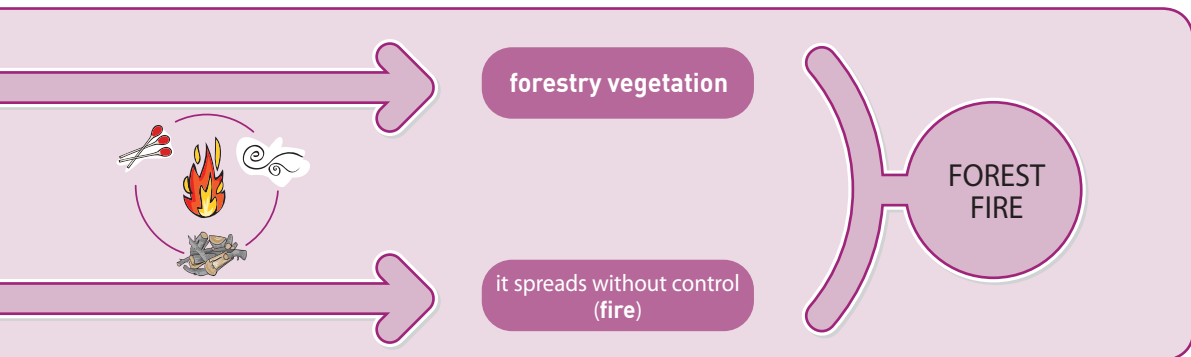 forestry vegetation
it spreads without control
(fire)
FOREST
FIRE